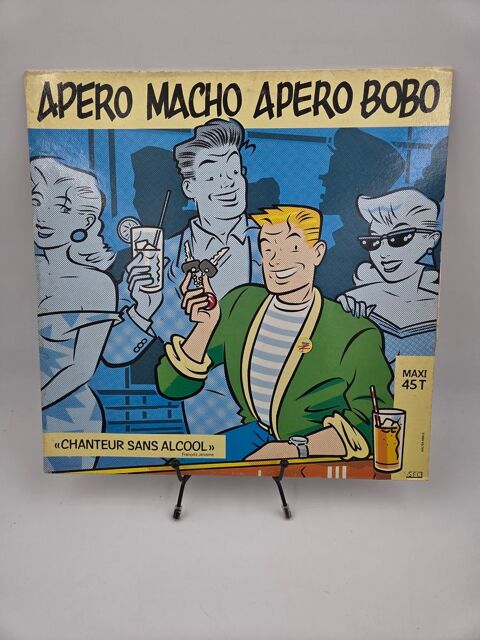 APERO MACHO APERO BOBO
MAXI
45 T
«CHANTEUR SANS ALCOOL»